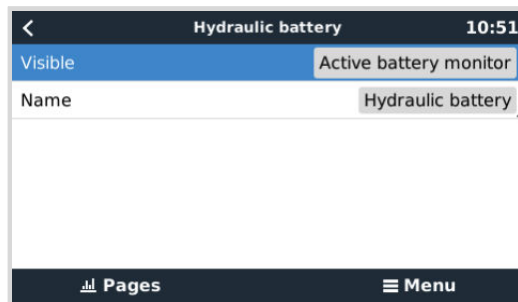 Hydraulic battery 10:51
Visible Active battery monitor
Name Hydraulic battery
Pages Menu